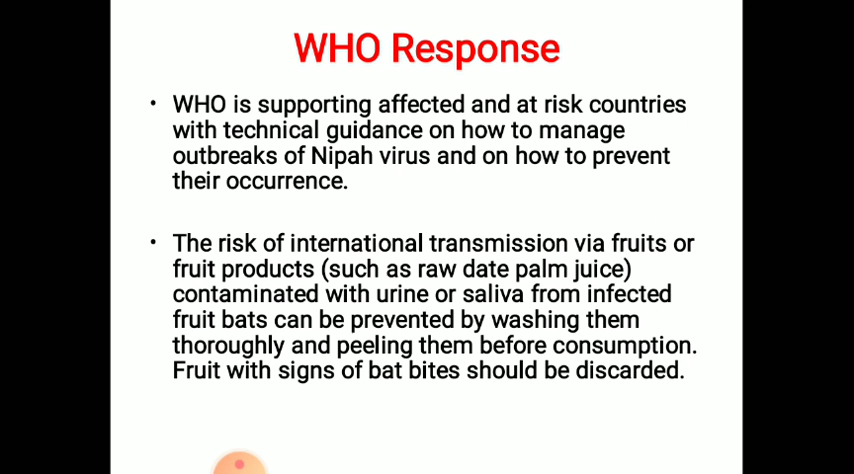 WHO Response
• WHO is supporting affected and at risk countries
with technical guidance on how to manage
outbreaks of Nipah virus and on how to prevent
their occurrence.
• The risk of international transmission via fruits or
fruit products (such as raw date palm juice)
contaminated with urine or saliva from infected
fruit bats can be prevented by washing them
thoroughly and peeling them before consumption.
Fruit with signs of bat bites should be discarded.